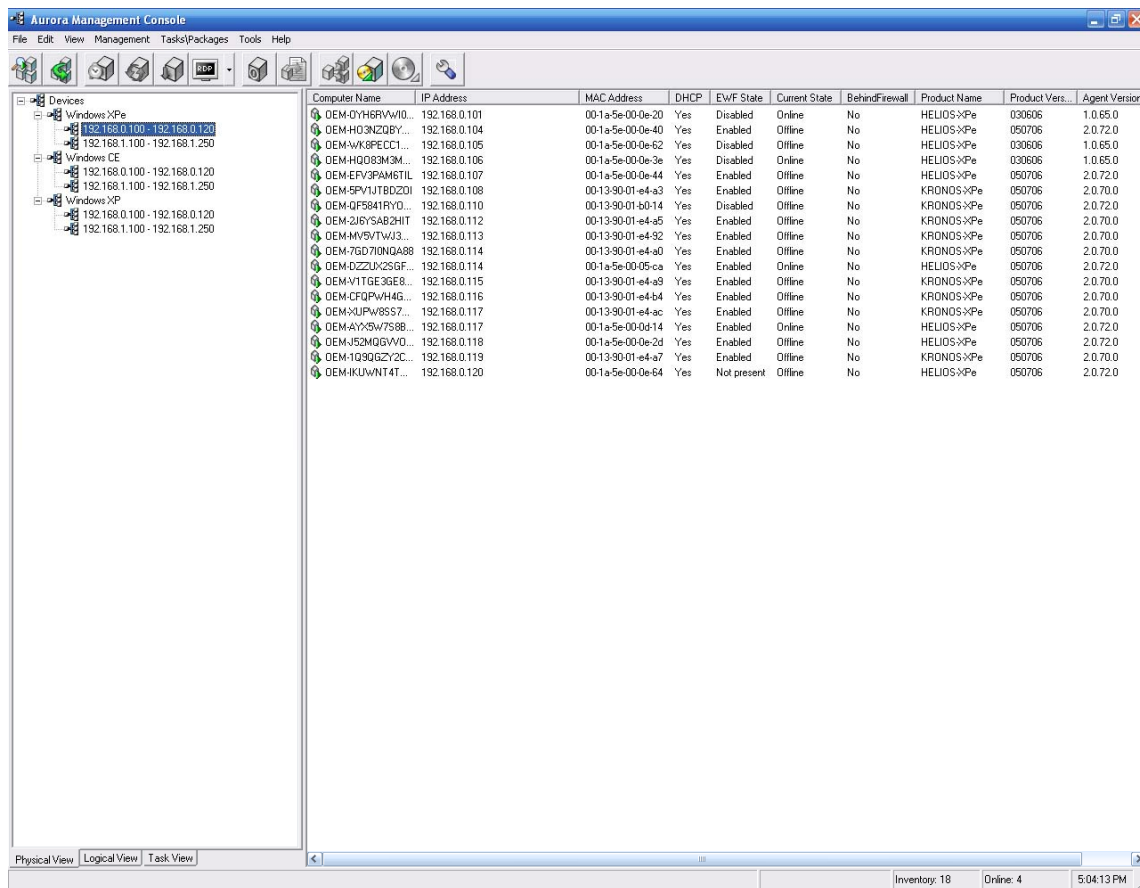 Aurora Management Console
File Edit View Management Tasks\Packages Tools Help
RDP
Devices
Windows XPe
192.168.0.100 - 192.168.0.120
192.168.1.100 - 192.168.1.250
Windows CE
192.168.0.100 - 192.168.0.120
192.168.1.100 - 192.168.1.250
Windows XP
192.168.0.100 - 192.168.0.120
192.168.1.100 - 192.168.1.250
Computer Name IP Address MAC Address DHCP EWF State Current State BehindFirewall Product Name Product Vers... Agent Version
OEM-0YH6RVWI0... 192.168.0.101 00-1a-5e-00-0e-20 Yes Disabled Online No HELIOS-XPe 030606 1.0.65.0
OEM-HO3NZQBY... 192.168.0.104 00-1a-5e-00-0e-40 Yes Enabled Offline No HELIOS-XPe 050706 2.0.72.0
OEM-WK8PECC1... 192.168.0.105 00-1a-5e-00-0e-62 Yes Disabled Offline No HELIOS-XPe 030606 1.0.65.0
OEM-HQO83M3M... 192.168.0.106 00-1a-5e-00-0e-3e Yes Disabled Online No HELIOS-XPe 030606 1.0.65.0
OEM-EFV3PAM6TIL 192.168.0.107 00-1a-5e-00-0e-44 Yes Enabled Offline No HELIOS-XPe 050706 2.0.72.0
OEM-5PV1JTBDZOI 192.168.0.108 00-13-90-01-e4-a3 Yes Enabled Offline No KRONOS-XPe 050706 2.0.70.0
OEM-QF5841RYO... 192.168.0.110 00-13-90-01-b0-14 Yes Disabled Offline No KRONOS-XPe 050706 2.0.70.0
OEM-2J6YSAB2HIT 192.168.0.112 00-13-90-01-e4-a5 Yes Enabled Offline No KRONOS-XPe 050706 2.0.70.0
OEM-MV5VTWJ3... 192.168.0.113 00-13-90-01-e4-92 Yes Enabled Offline No KRONOS-XPe 050706 2.0.70.0
OEM-7GD7I0NQA88 192.168.0.114 00-13-90-01-e4-a0 Yes Enabled Offline No KRONOS-XPe 050706 2.0.70.0
OEM-DZZUX2SGF... 192.168.0.114 00-1a-5e-00-05-ca Yes Enabled Online No HELIOS-XPe 050706 2.0.72.0
OEM-V1TGE3GE8... 192.168.0.115 00-13-90-01-e4-a9 Yes Enabled Offline No KRONOS-XPe 050706 2.0.70.0
OEM-CFQPWH4G... 192.168.0.116 00-13-90-01-e4-b4 Yes Enabled Offline No KRONOS-XPe 050706 2.0.70.0
OEM-XUPW8SS7... 192.168.0.117 00-13-90-01-e4-ac Yes Enabled Offline No KRONOS-XPe 050706 2.0.70.0
OEM-AYX5W7S8B... 192.168.0.117 00-1a-5e-00-0d-14 Yes Enabled Online No HELIOS-XPe 050706 2.0.72.0
OEM-J52MQGVVO... 192.168.0.118 00-1a-5e-00-0e-2d Yes Enabled Offline No HELIOS-XPe 050706 2.0.72.0
OEM-1Q9QGZY2C... 192.168.0.119 00-13-90-01-e4-a7 Yes Enabled Offline No KRONOS-XPe 050706 2.0.70.0
OEM-IKUWNT4T... 192.168.0.120 00-1a-5e-00-0e-64 Yes Not present Offline No HELIOS-XPe 050706 2.0.72.0
Physical View Logical View Task View
Inventory: 18 Online: 4 5:04:13 PM